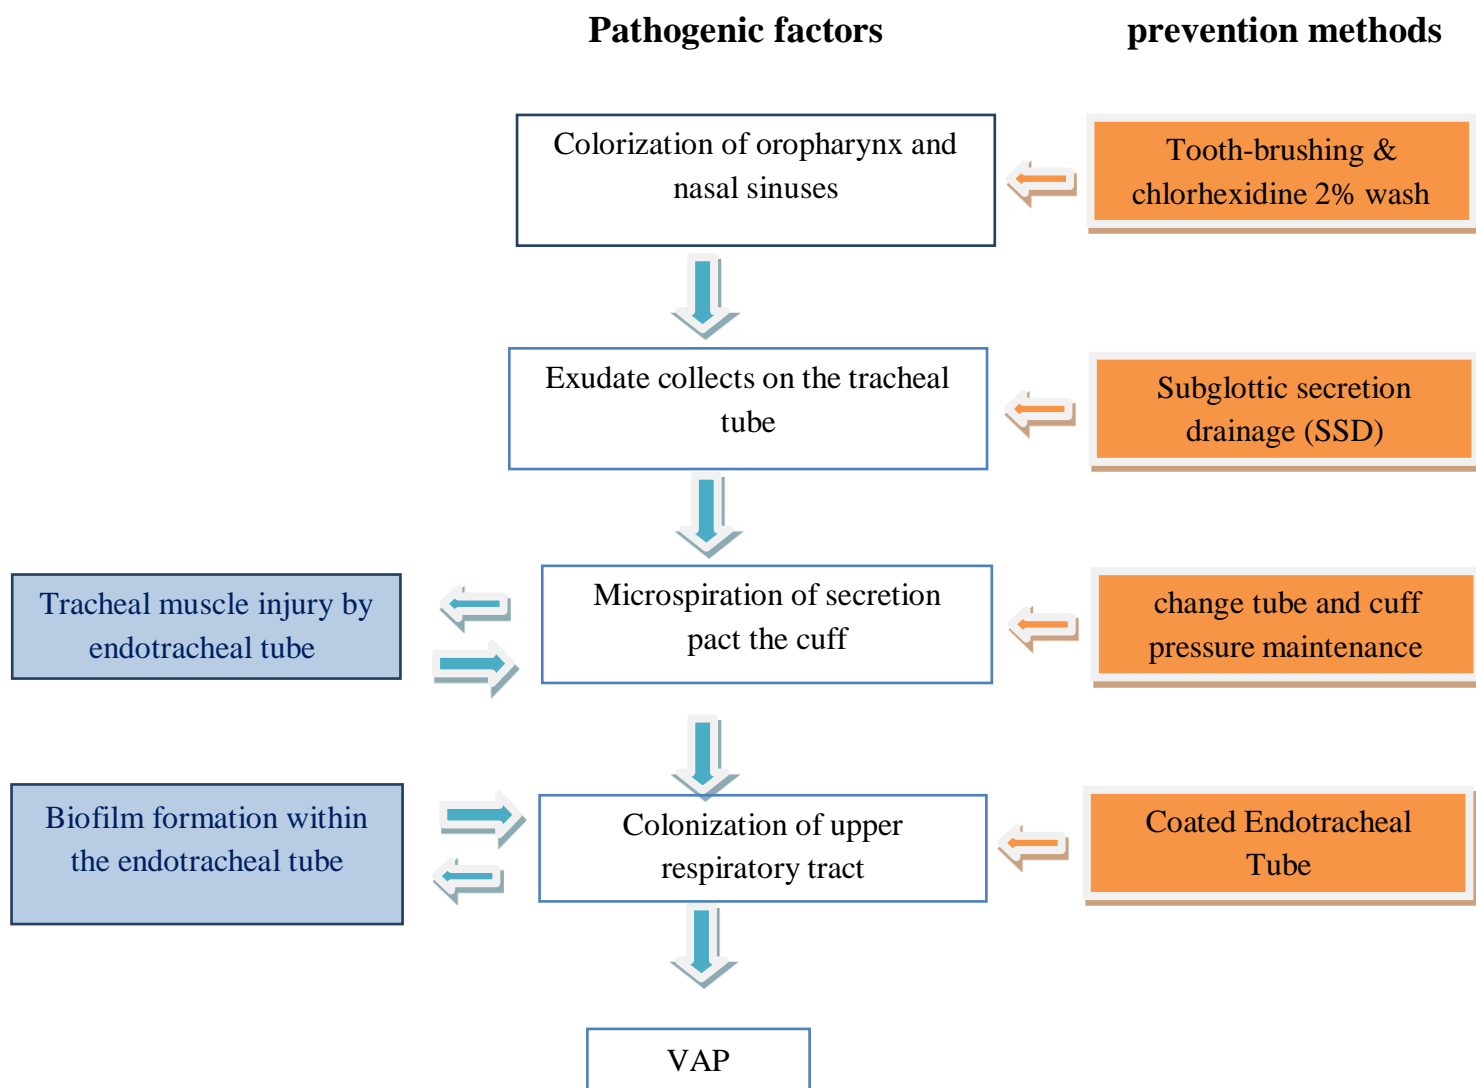 Pathogenic factors
prevention methods
Colorization of oropharynx and
nasal sinuses
Tooth-brushing &
chlorhexidine 2% wash
Exudate collects on the tracheal
tube
Subglottic secretion
drainage (SSD)
Tracheal muscle injury by
endotracheal tube
Microspiration of secretion
pact the cuff
change tube and cuff
pressure maintenance
Biofilm formation within
the endotracheal tube
Colonization of upper
respiratory tract
Coated Endotracheal
Tube
VAP